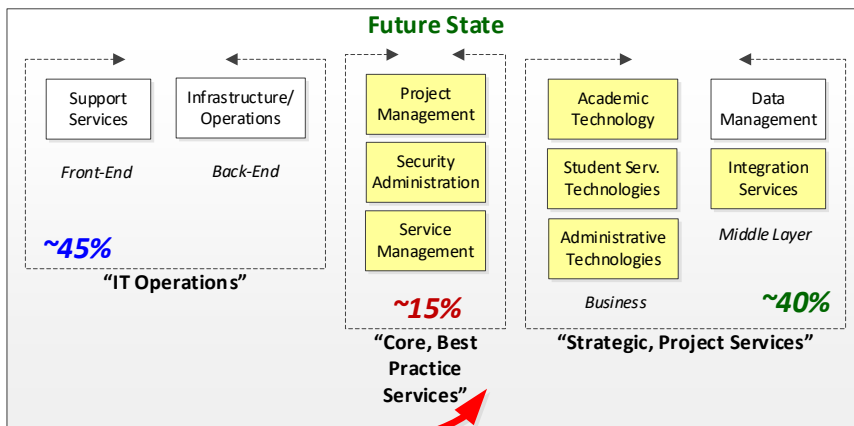 Future State
Support
Services
Infrastructure/
Operations
Front-End
Back-End
~45%
“IT Operations”
Project
Management
Security
Administration
Service
Management
~15%
“Core, Best
Practice
Services”
Academic
Technology
Data
Management
Student Serv.
Technologies
Integration
Services
Administrative
Technologies
Middle Layer
Business
~40%
“Strategic, Project Services”